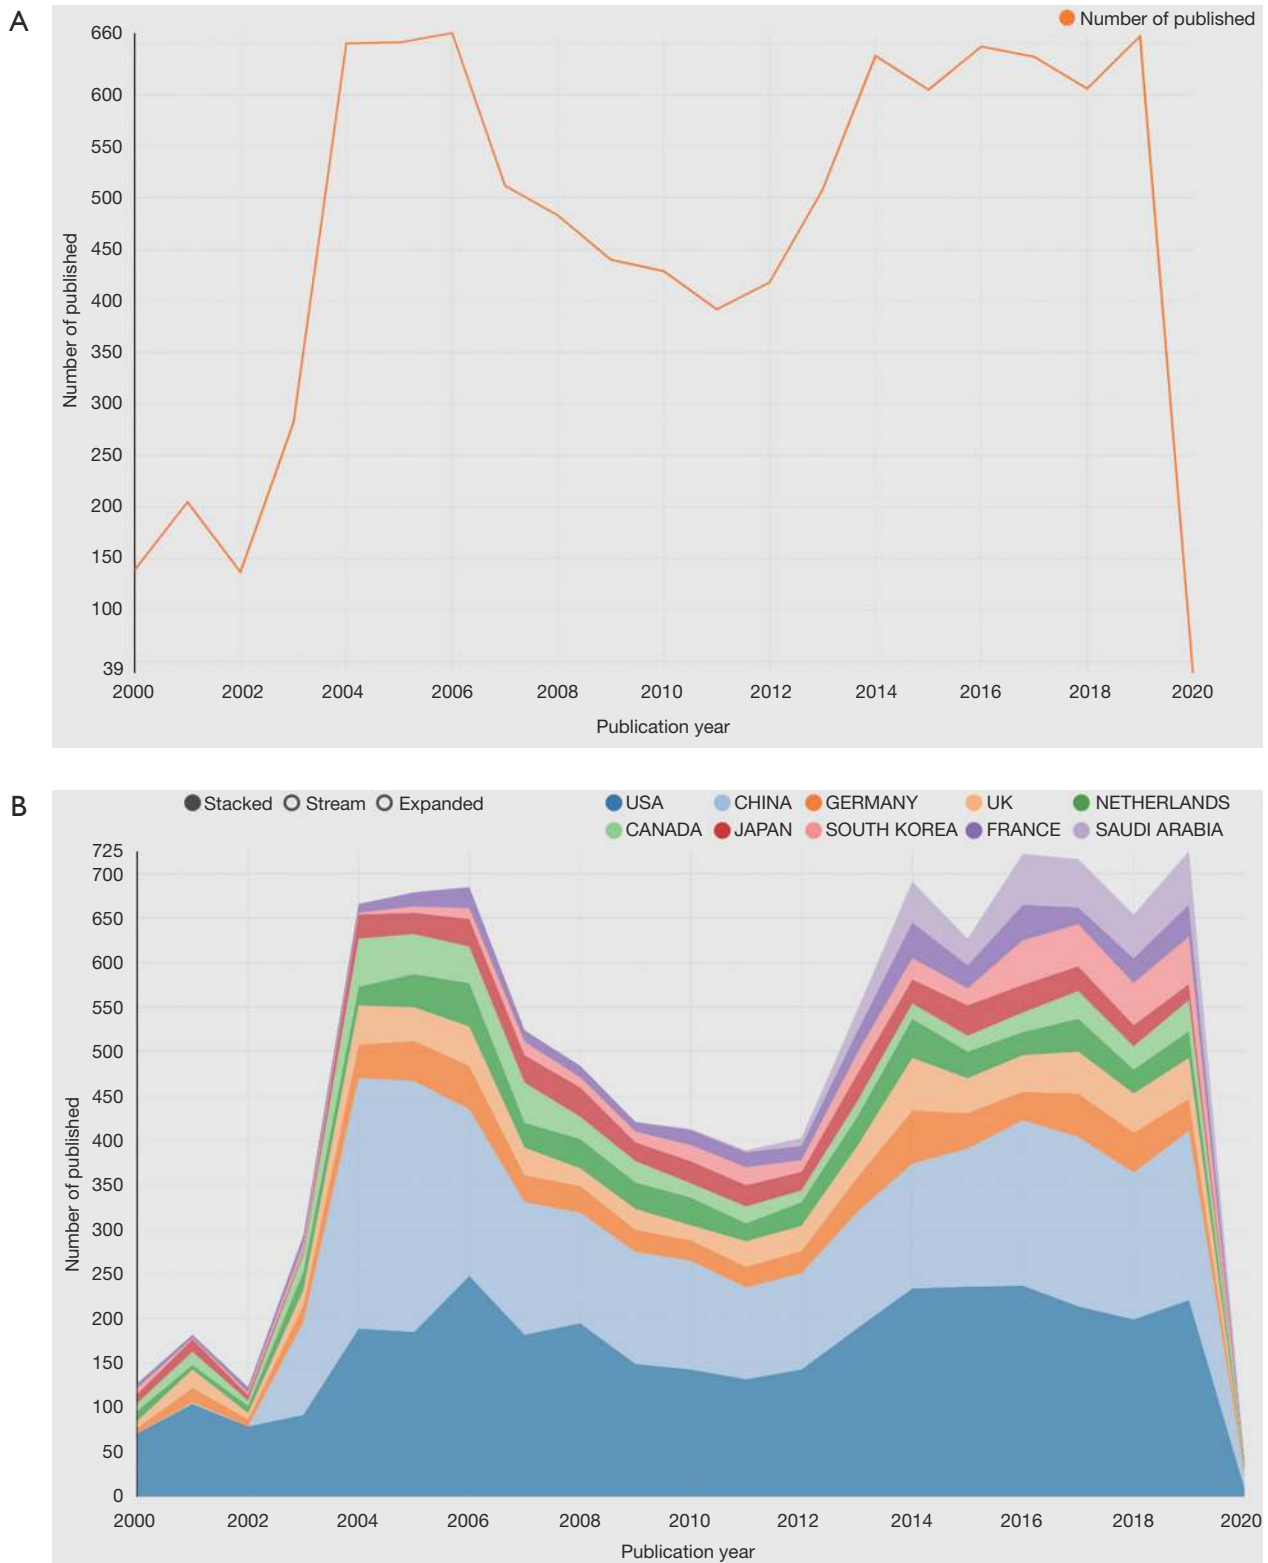 A
Number of published
660
600
550
500
450
400
350
300
250
200
150
100
39
Number of published
2000 2002 2004 2006 2008 2010 2012 2014 2016 2018 2020
Publication year
B
Stacked Stream Expanded
USA CHINA GERMANY UK NETHERLANDS
CANADA JAPAN SOUTH KOREA FRANCE SAUDI ARABIA
725
700
650
600
550
500
450
400
350
300
250
200
150
100
50
0
Number of published
2000 2002 2004 2006 2008 2010 2012 2014 2016 2018 2020
Publication year